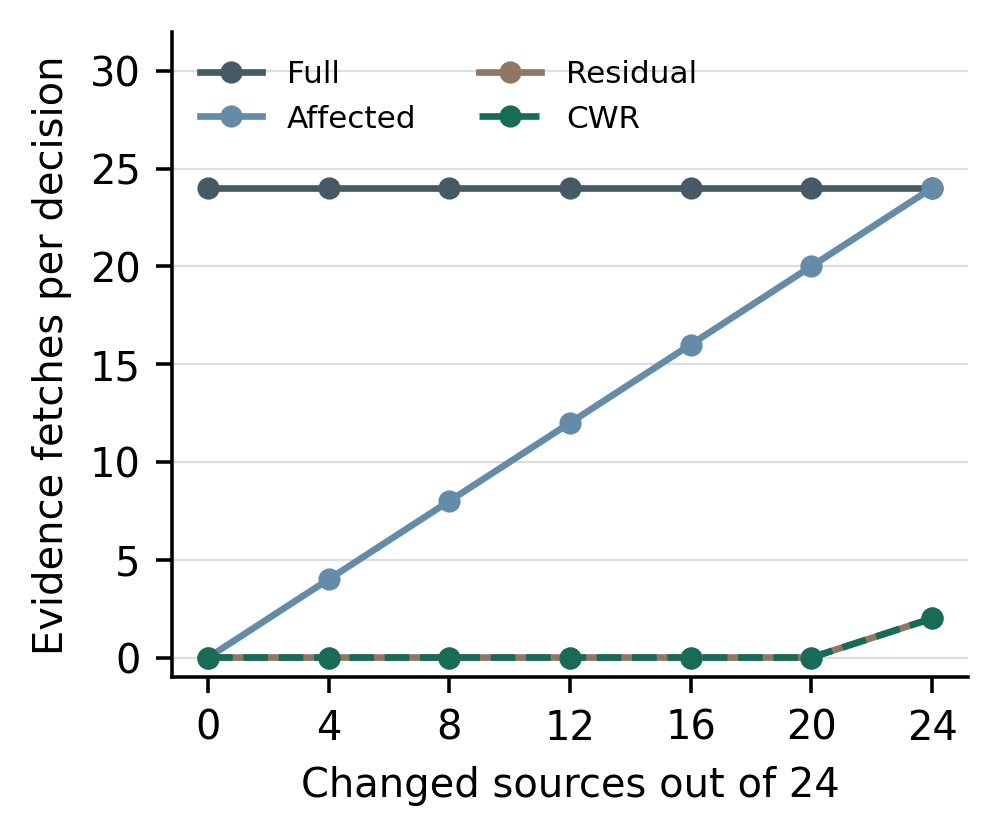 Full
Residual
Affected
CWR
Evidence fetches per decision
30
25
20
15
10
5
0
0 4 8 12 16 20 24
Changed sources out of 24